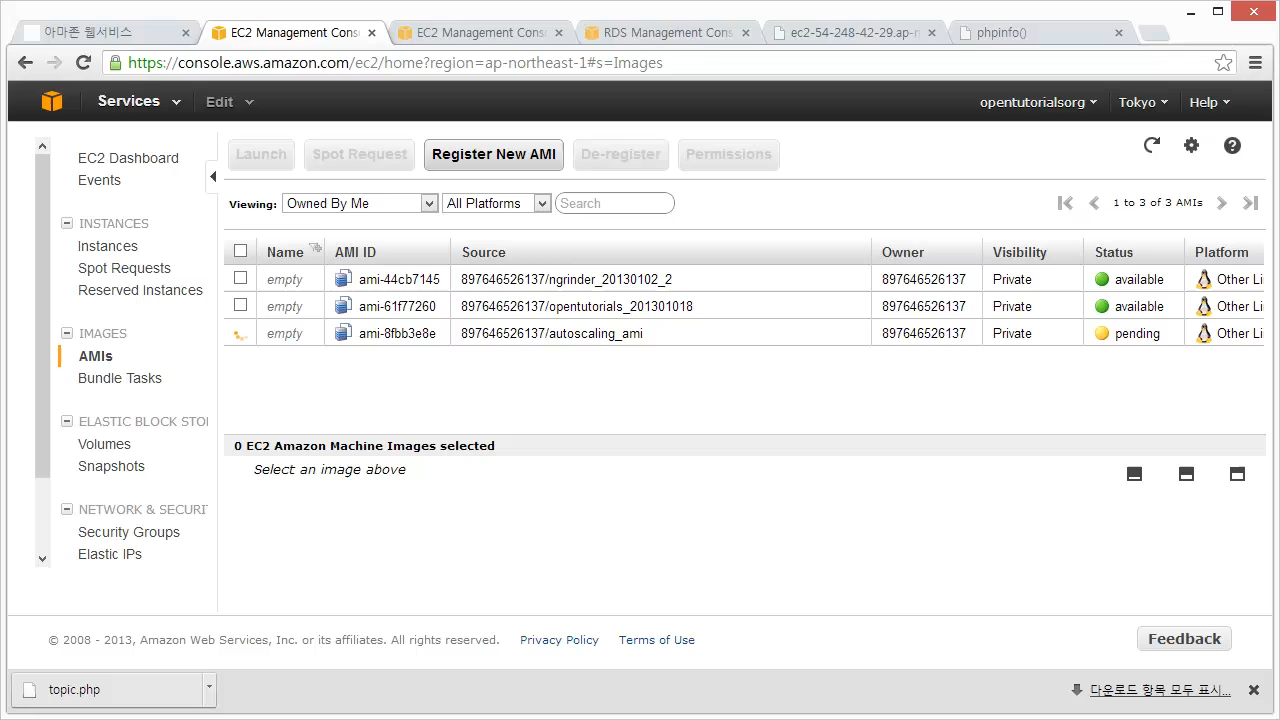 아마존 웹서비스
EC2 Management Cons
EC2 Management Cons
RDS Management Cons
ec2-54-248-42-29.ap-n
phpinfo()
https://console.aws.amazon.com/ec2/home?region=ap-northeast-1#s=Images
Services Edit opentutorialsorg Tokyo Help
EC2 Dashboard
Events
INSTANCES
Instances
Spot Requests
Reserved Instances
IMAGES
AMIs
Bundle Tasks
ELASTIC BLOCK STO
Volumes
Snapshots
NETWORK & SECURIT
Security Groups
Elastic IPs
Launch Spot Request Register New AMI De-register Permissions
Viewing: Owned By Me All Platforms Search 1 to 3 of 3 AMIs
Name AMI ID Source Owner Visibility Status Platform
empty ami-44cb7145 897646526137/ngrinder_20130102_2 897646526137 Private available Other Li
empty ami-61f77260 897646526137/opentutorials_201301018 897646526137 Private available Other Li
empty ami-8fbb3e8e 897646526137/autoscaling_ami 897646526137 Private pending Other Li
0 EC2 Amazon Machine Images selected
Select an image above
© 2008 - 2013, Amazon Web Services, Inc. or its affiliates. All rights reserved. Privacy Policy Terms of Use Feedback
topic.php 다운로드 항목 모두 표시...